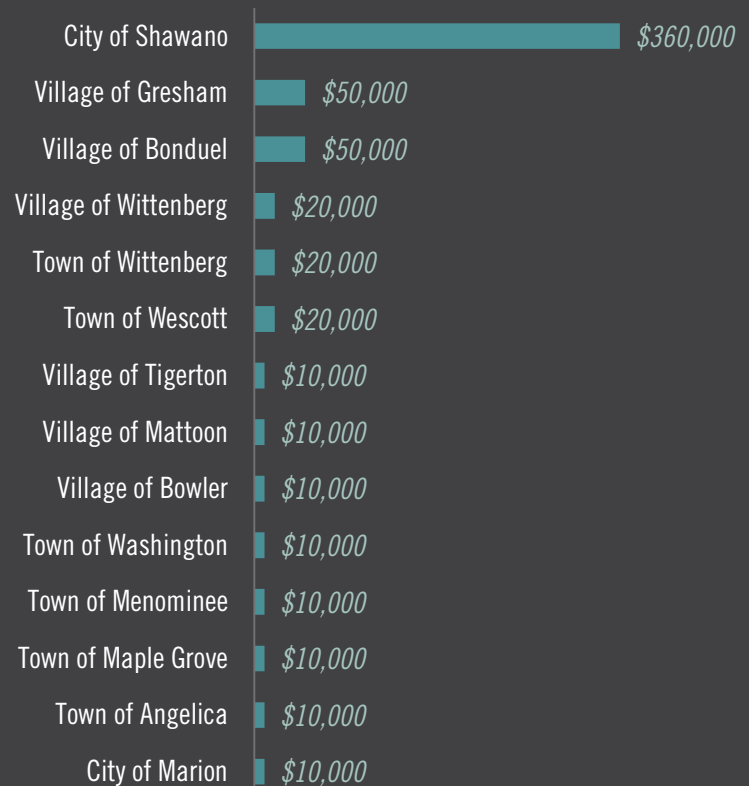 City of Shawano $360,000
Village of Gresham $50,000
Village of Bonduel $50,000
Village of Wittenberg $20,000
Town of Wittenberg $20,000
Town of Wescott $20,000
Village of Tigerton $10,000
Village of Mattoon $10,000
Village of Bowler $10,000
Town of Washington $10,000
Town of Menominee $10,000
Town of Maple Grove $10,000
Town of Angelica $10,000
City of Marion $10,000